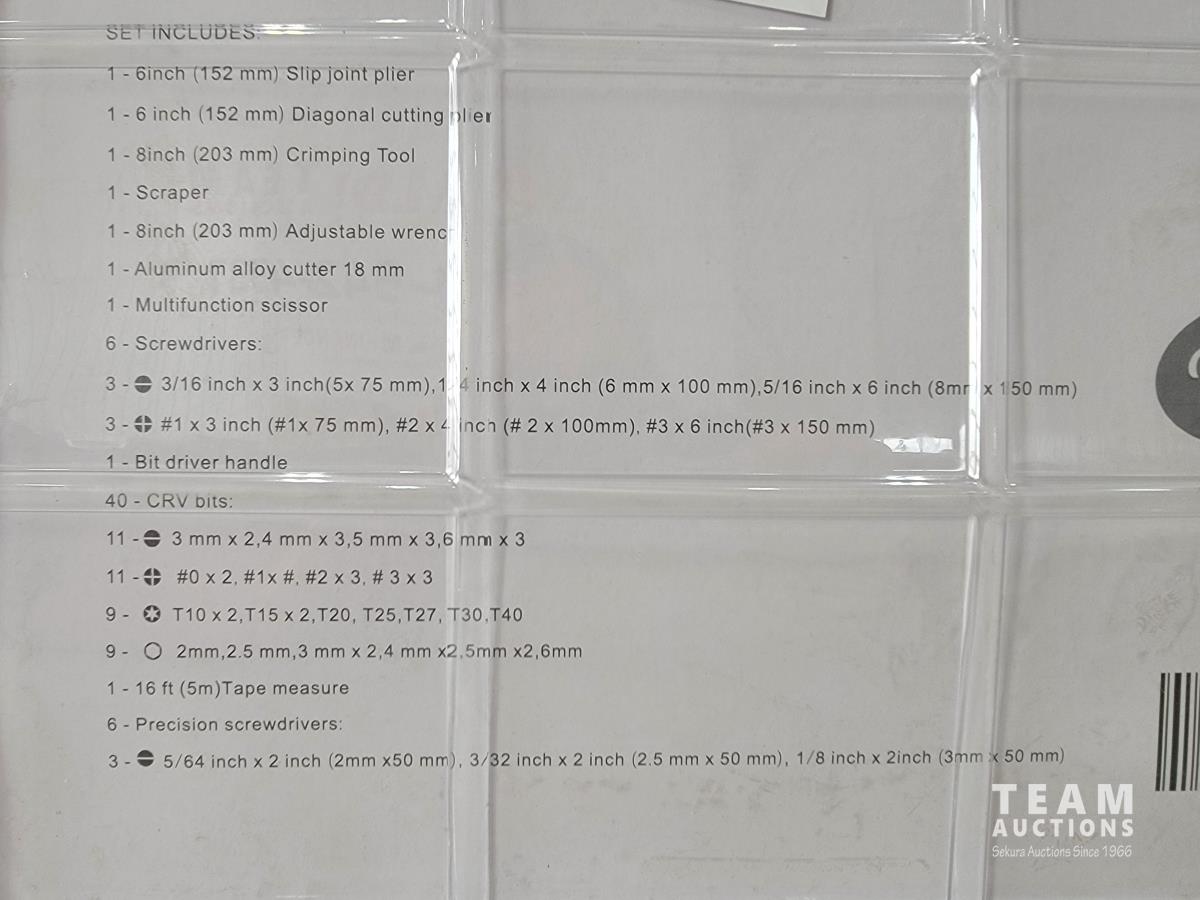 SET INCLUDES:
1 - 6inch (152 mm) Slip joint plier
1 - 6 inch (152 mm) Diagonal cutting plier
1 - 8inch (203 mm) Crimping Tool
1 - Scraper
1 - 8inch (203 mm) Adjustable wrenc
1 - Aluminum alloy cutter 18 mm
1 - Multifunction scissor
6 - Screwdrivers:
3 - 3/16 inch x 3 inch(5x 75 mm),1/4 inch x 4 inch (6 mm x 100 mm),5/16 inch x 6 inch (8mm x 150 mm)
3 - #1 x 3 inch (#1x 75 mm), #2 x 4 inch (# 2 x 100mm), #3 x 6 inch(#3 x 150 mm)
1 - Bit driver handle
40 - CRV bits:
11 - 3 mm x 2,4 mm x 3,5 mm x 3,6 mm x 3
11 - #0 x 2, #1x #, #2 x 3, # 3 x 3
9 - T10 x 2,T15 x 2,T20, T25,T27, T30,T40
9 - 2mm,2.5 mm,3 mm x 2,4 mm x2,5mm x2,6mm
1 - 16 ft (5m)Tape measure
6 - Precision screwdrivers:
3 - 5/64 inch x 2 inch (2mm x50 mm), 3/32 inch x 2 inch (2.5 mm x 50 mm), 1/8 inch x 2inch (3mm x 50 mm)
TEAM
AUCTIONS
Sekura Auctions Since 1966